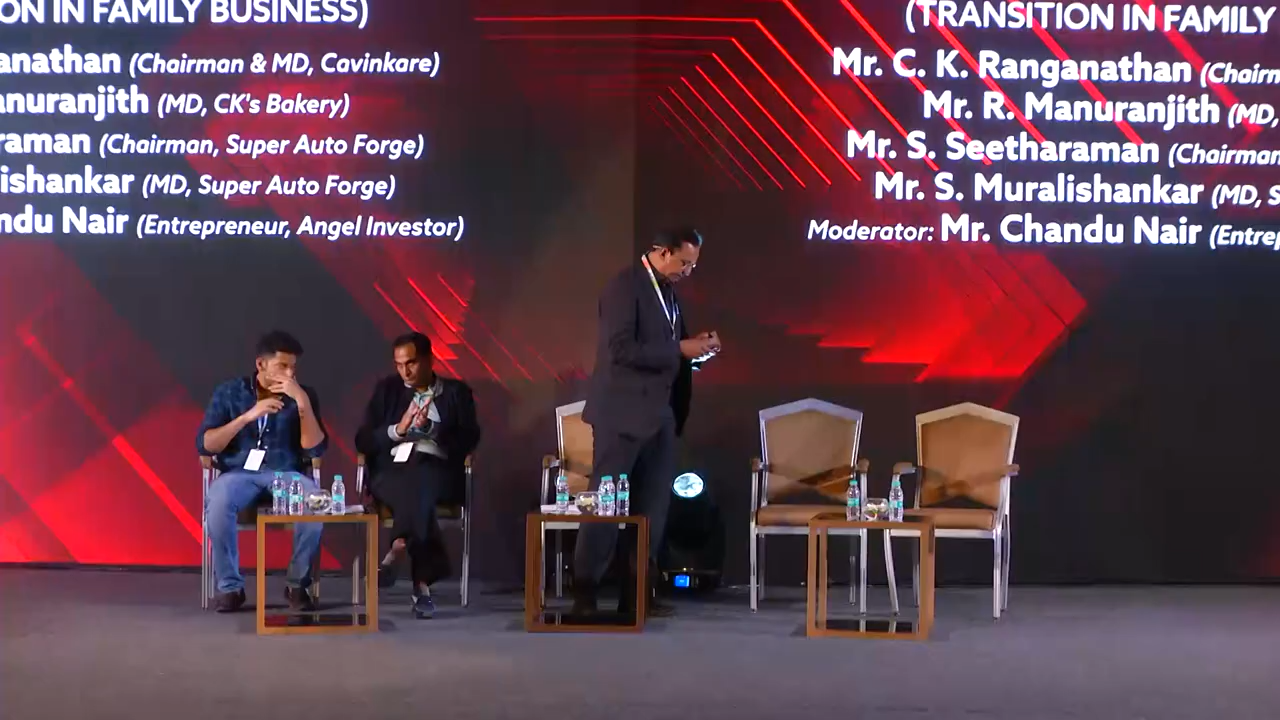 ON IN FAMILY BUSINESS)
anathan (Chairman & MD, Cavinkare)
anuranjith (MD, CK's Bakery)
raman (Chairman, Super Auto Forge)
ishankar (MD, Super Auto Forge)
ndu Nair (Entrepreneur, Angel Investor)
(TRANSITION IN FAMILY
Mr. C. K. Ranganathan (Chairm
Mr. R. Manuranjith (MD,
Mr. S. Seetharaman (Chairman
Mr. S. Muralishankar (MD, S
Moderator: Mr. Chandu Nair (Entrep